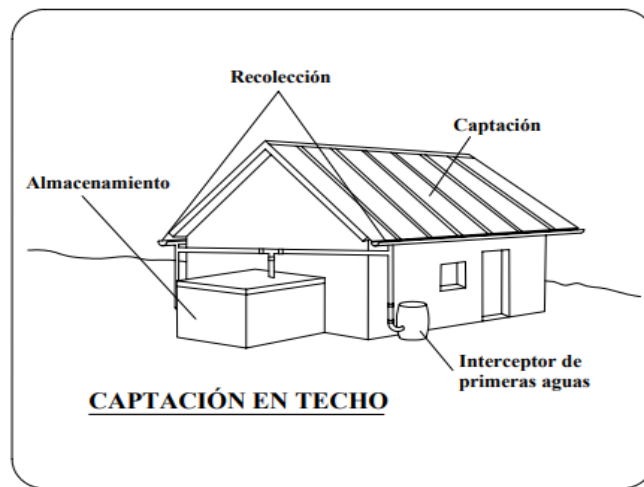 Recolección
Captación
Almacenamiento
Interceptor de
primeras aguas
CAPTACIÓN EN TECHO